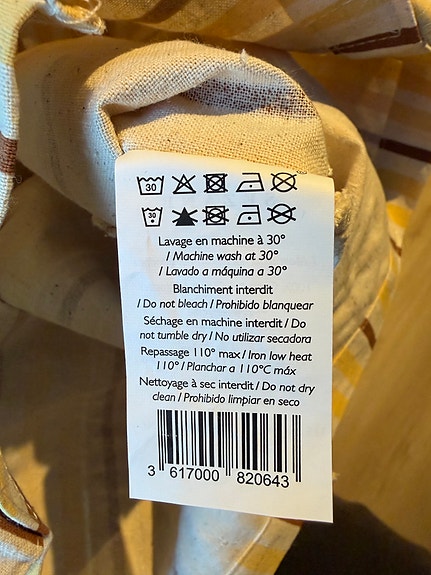 30
30
Lavage en machine à 30°
/ Machine wash at 30°
/ Lavado a máquina a 30°
Blanchiment interdit
/ Do not bleach / Prohibido blanquear
Séchage en machine interdit / Do
not tumble dry / No utilizar secadora
Repassage 110° max / Iron low heat
110° / Planchar a 110°C máx
Nettoyage à sec interdit / Do not dry
clean / Prohibido limpiar en seco
3 617000 820643